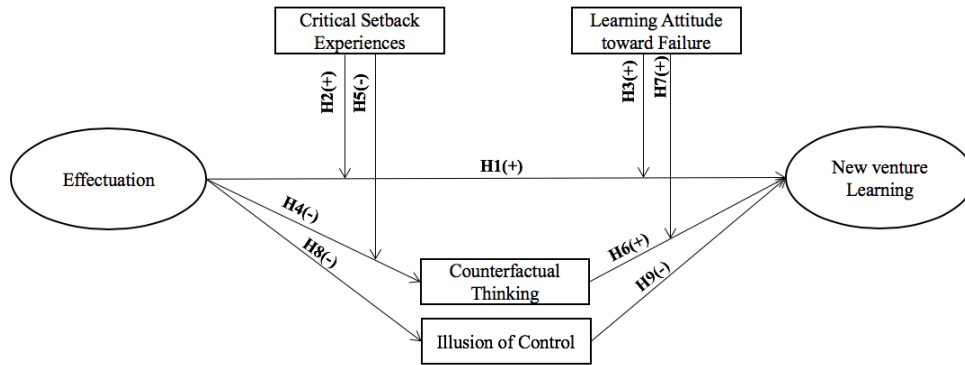 Critical Setback
Experiences
Learning Attitude
toward Failure
H2(+)
H5(-)
H3(+)
H7(+)
Effectuation
H1(+)
New venture
Learning
H4(-)
H8(-)
H6(+)
H9(-)
Counterfactual
Thinking
Illusion of Control